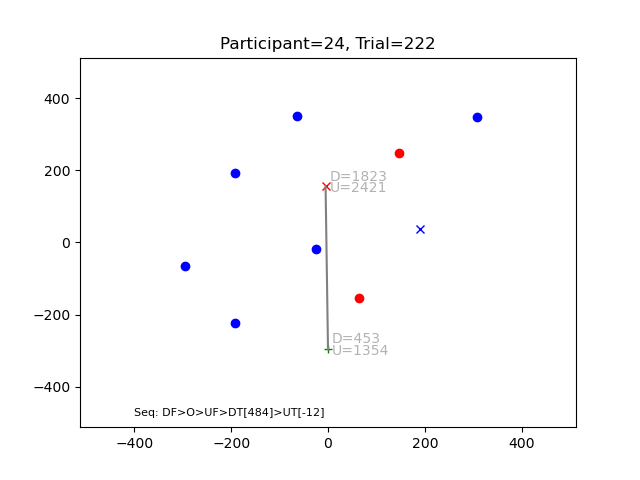 Participant=24, Trial=222
400
200
0
−200
−400
D=1823
U=2421
D=453
U=1354
Seq: DF>O>UF>DT[484]>UT[-12]
−400
−200
0
200
400